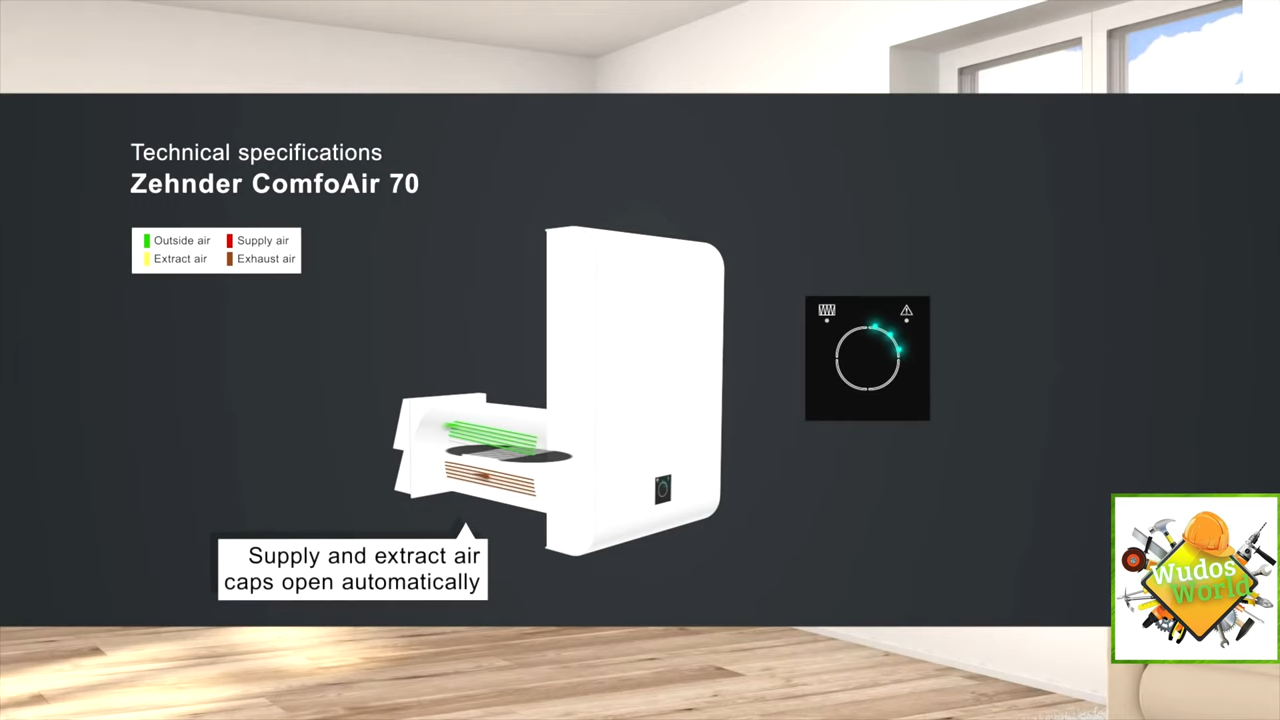 Technical specifications
Zehnder ComfoAir 70
Outside air
Supply air
Extract air
Exhaust air
Supply and extract air
caps open automatically
Wudos
World